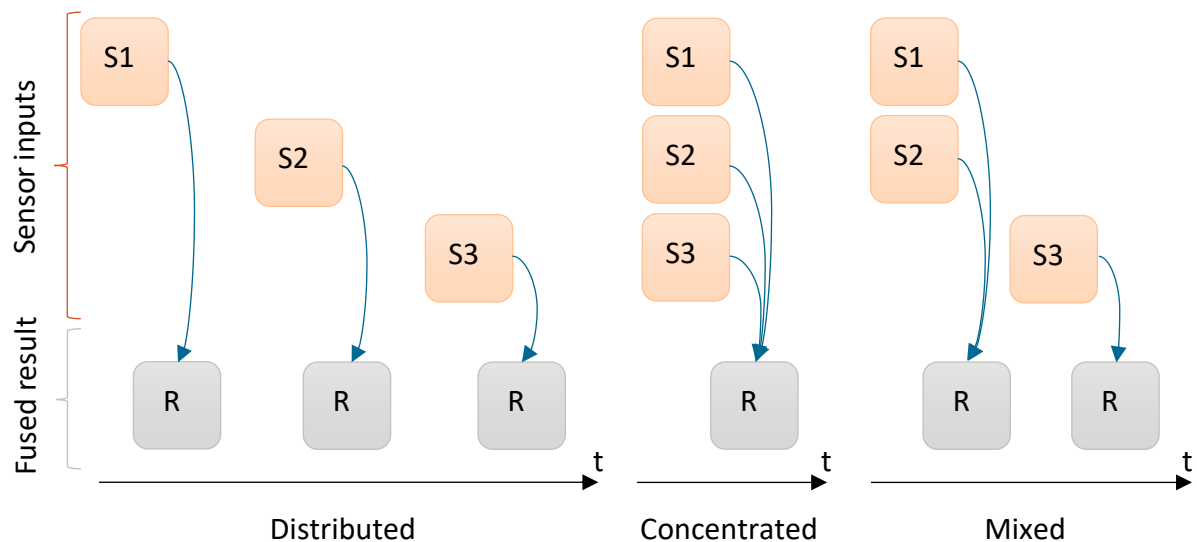 Sensor inputs
Fused result
S1
S2
S3
R
R
R
t
Distributed
S1
S2
S3
R
t
Concentrated
S1
S2
S3
R
R
t
Mixed